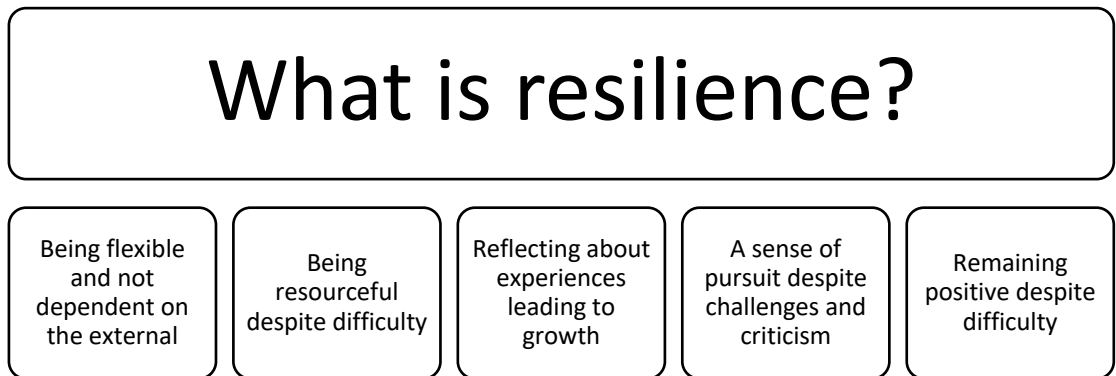 What is resilience?
Being flexible
and not
dependent on
the external
Being
resourceful
despite difficulty
Reflecting about
experiences
leading to
growth
A sense of
pursuit despite
challenges and
criticism
Remaining
positive despite
difficulty